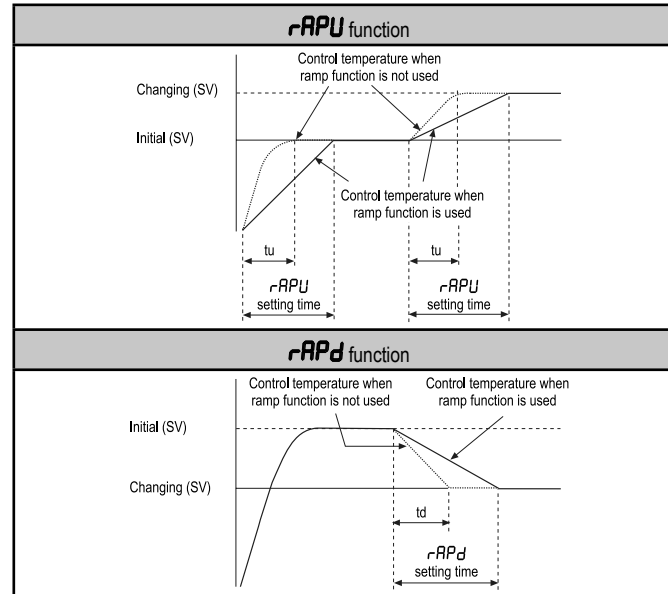 rAPU function
Control temperature when
ramp function is not used
Changing (SV)
Initial (SV)
Control temperature when
ramp function is used
tu
tu
rAPU
setting time
rAPU
setting time
rAPd function
Control temperature when
ramp function is not used
Control temperature when
ramp function is used
Initial (SV)
Changing (SV)
td
rAPd
setting time